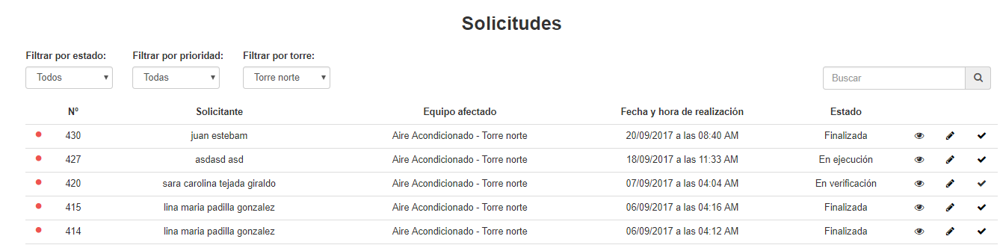 Solicitudes
Filtrar por estado: Filtrar por prioridad: Filtrar por torre:
Todos Todas Torre norte Buscar
Nº Solicitante Equipo afectado Fecha y hora de realización Estado
430 juan estebam Aire Acondicionado - Torre norte 20/09/2017 a las 08:40 AM Finalizada
427 asdasd asd Aire Acondicionado - Torre norte 18/09/2017 a las 11:33 AM En ejecución
420 sara carolina tejada giraldo Aire Acondicionado - Torre norte 07/09/2017 a las 04:04 AM En verificación
415 lina maria padilla gonzalez Aire Acondicionado - Torre norte 06/09/2017 a las 04:16 AM Finalizada
414 lina maria padilla gonzalez Aire Acondicionado - Torre norte 06/09/2017 a las 04:12 AM Finalizada